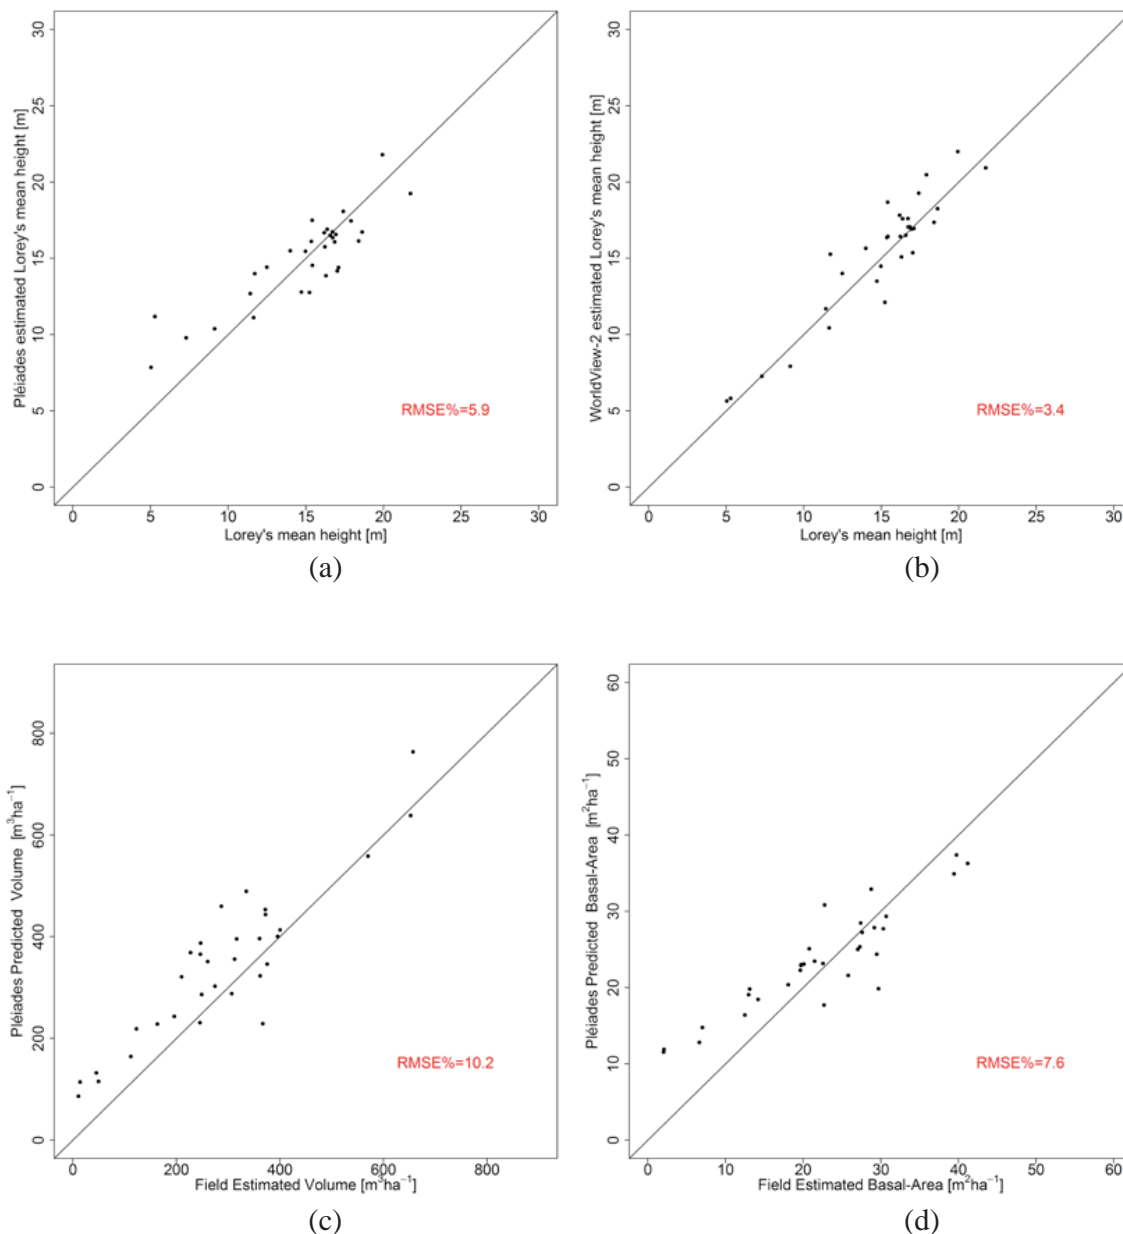 30
25
20
15
10
5
0
Pléiades estimated Lorey's mean height [m]
RMSE%=5.9
0 5 10 15 20 25 30
Lorey's mean height [m]
(a)
30
25
20
15
10
5
0
WorldView-2 estimated Lorey's mean height [m]
RMSE%=3.4
0 5 10 15 20 25 30
Lorey's mean height [m]
(b)
800
600
400
200
0
Pléiades Predicted Volume [m³ha⁻¹]
RMSE%=10.2
0 200 400 600 800
Field Estimated Volume [m³ha⁻¹]
(c)
60
50
40
30
20
10
0
Pléiades Predicted Basal-Area [m²ha⁻¹]
RMSE%=7.6
0 10 20 30 40 50 60
Field Estimated Basal-Area [m²ha⁻¹]
(d)